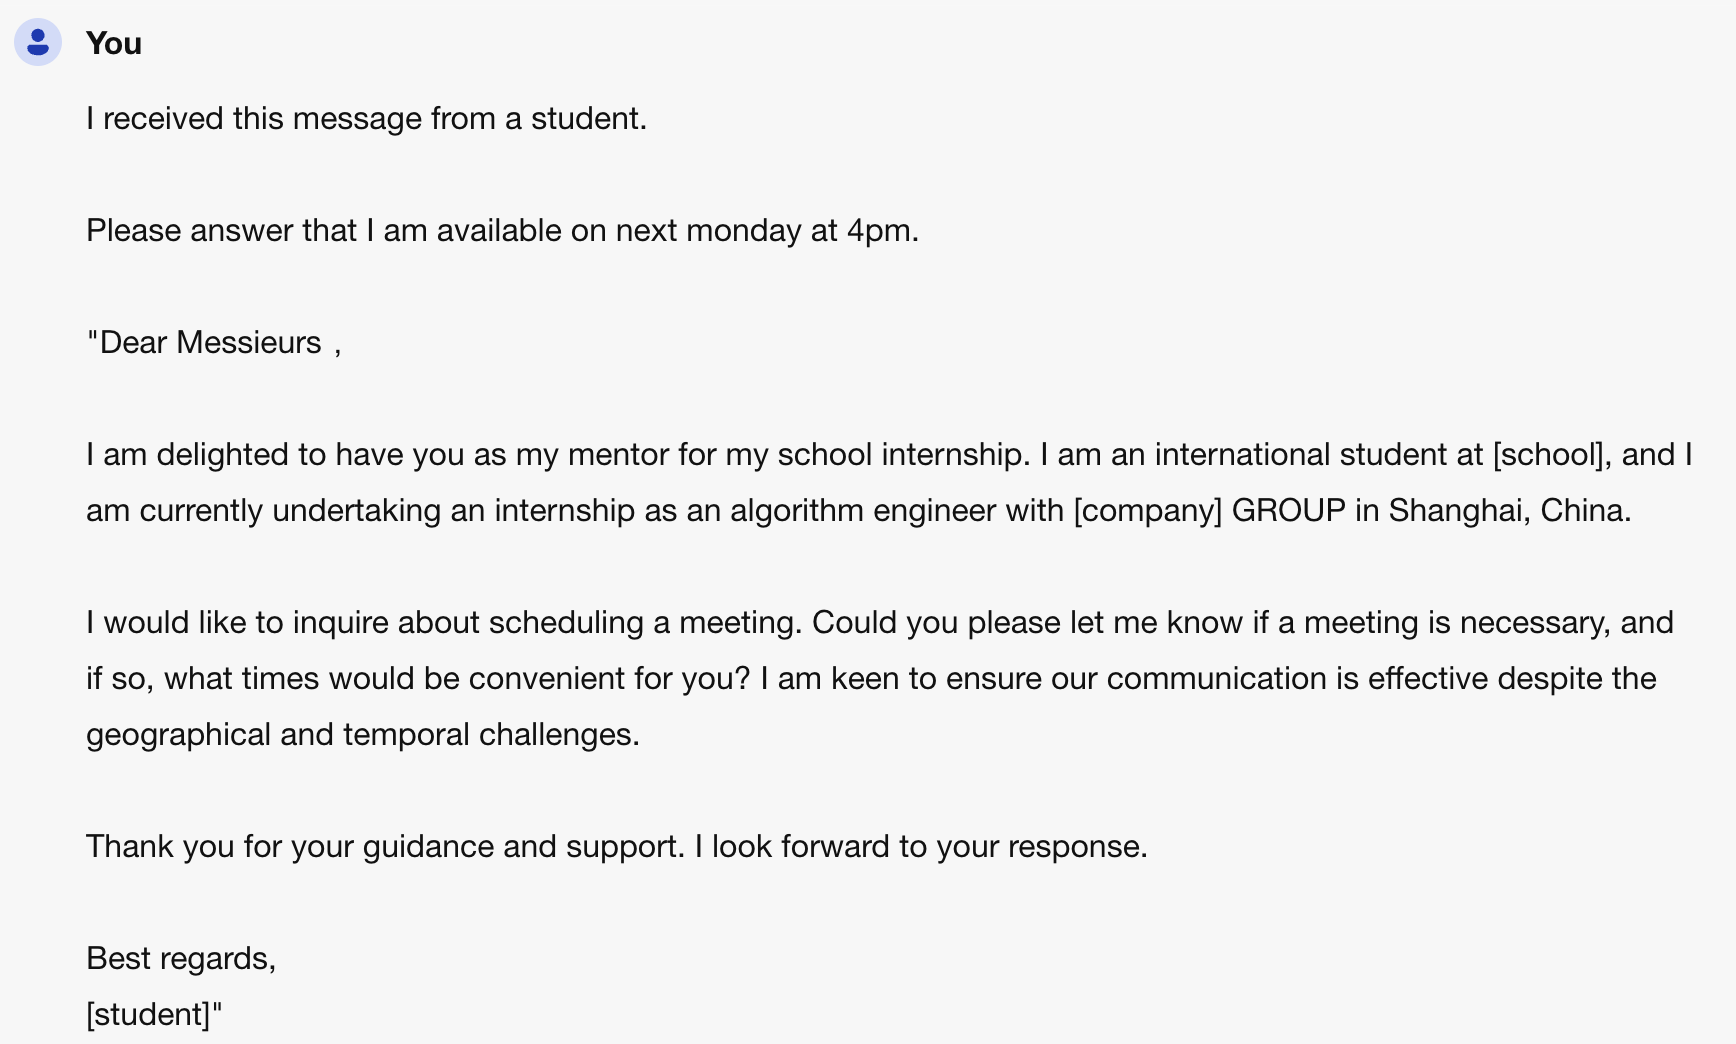 You
I received this message from a student.
Please answer that I am available on next monday at 4pm.
"Dear Messieurs ,
I am delighted to have you as my mentor for my school internship. I am an international student at [school], and I
am currently undertaking an internship as an algorithm engineer with [company] GROUP in Shanghai, China.
I would like to inquire about scheduling a meeting. Could you please let me know if a meeting is necessary, and
if so, what times would be convenient for you? I am keen to ensure our communication is effective despite the
geographical and temporal challenges.
Thank you for your guidance and support. I look forward to your response.
Best regards,
[student]"